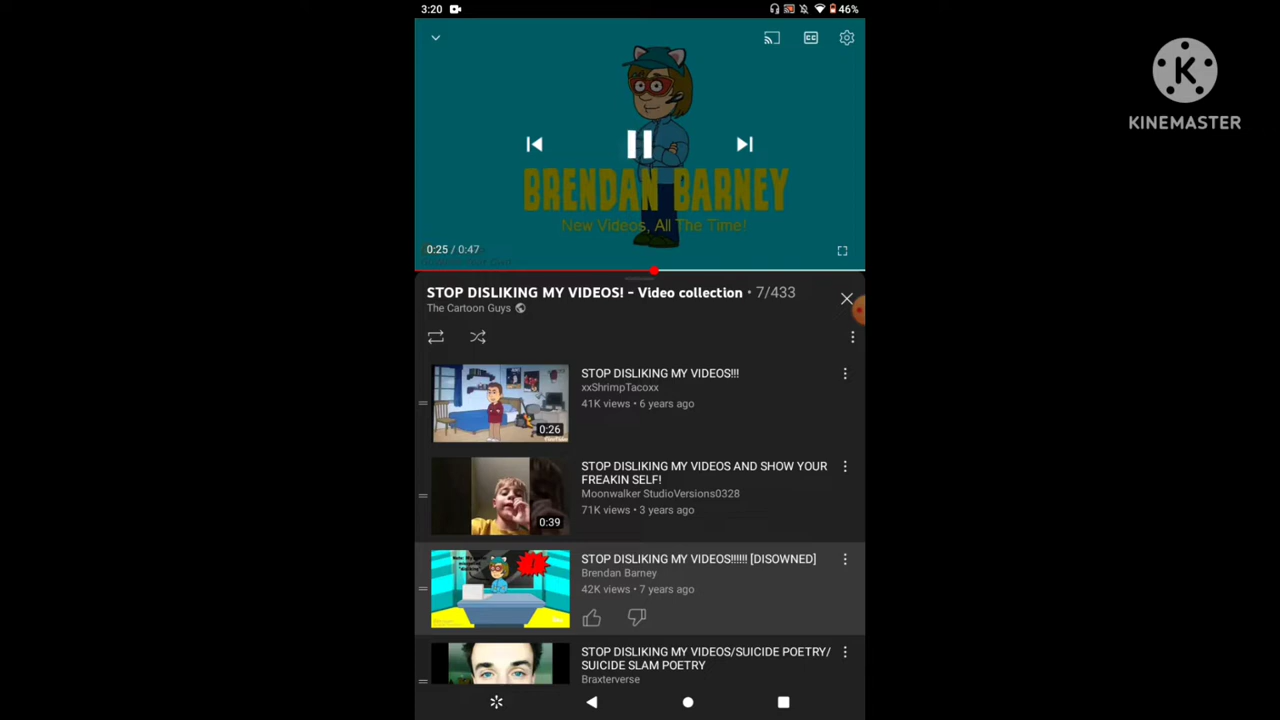 3:20
46%
CC
K
KINEMASTER
BRENDAN BARNEY
New Videos, All The Time!
0:25 / 0:47
STOP DISLIKING MY VIDEOS! - Video collection • 7/433
The Cartoon Guys
STOP DISLIKING MY VIDEOS!!!
xxShrimpTacoxx
41K views • 6 years ago
0:26
STOP DISLIKING MY VIDEOS AND SHOW YOUR
FREAKIN SELF!
Moonwalker StudioVersions0328
71K views • 3 years ago
0:39
STOP DISLIKING MY VIDEOS!!!!!! [DISOWNED]
Brendan Barney
42K views • 7 years ago
STOP DISLIKING MY VIDEOS/SUICIDE POETRY/
SUICIDE SLAM POETRY
Braxterverse